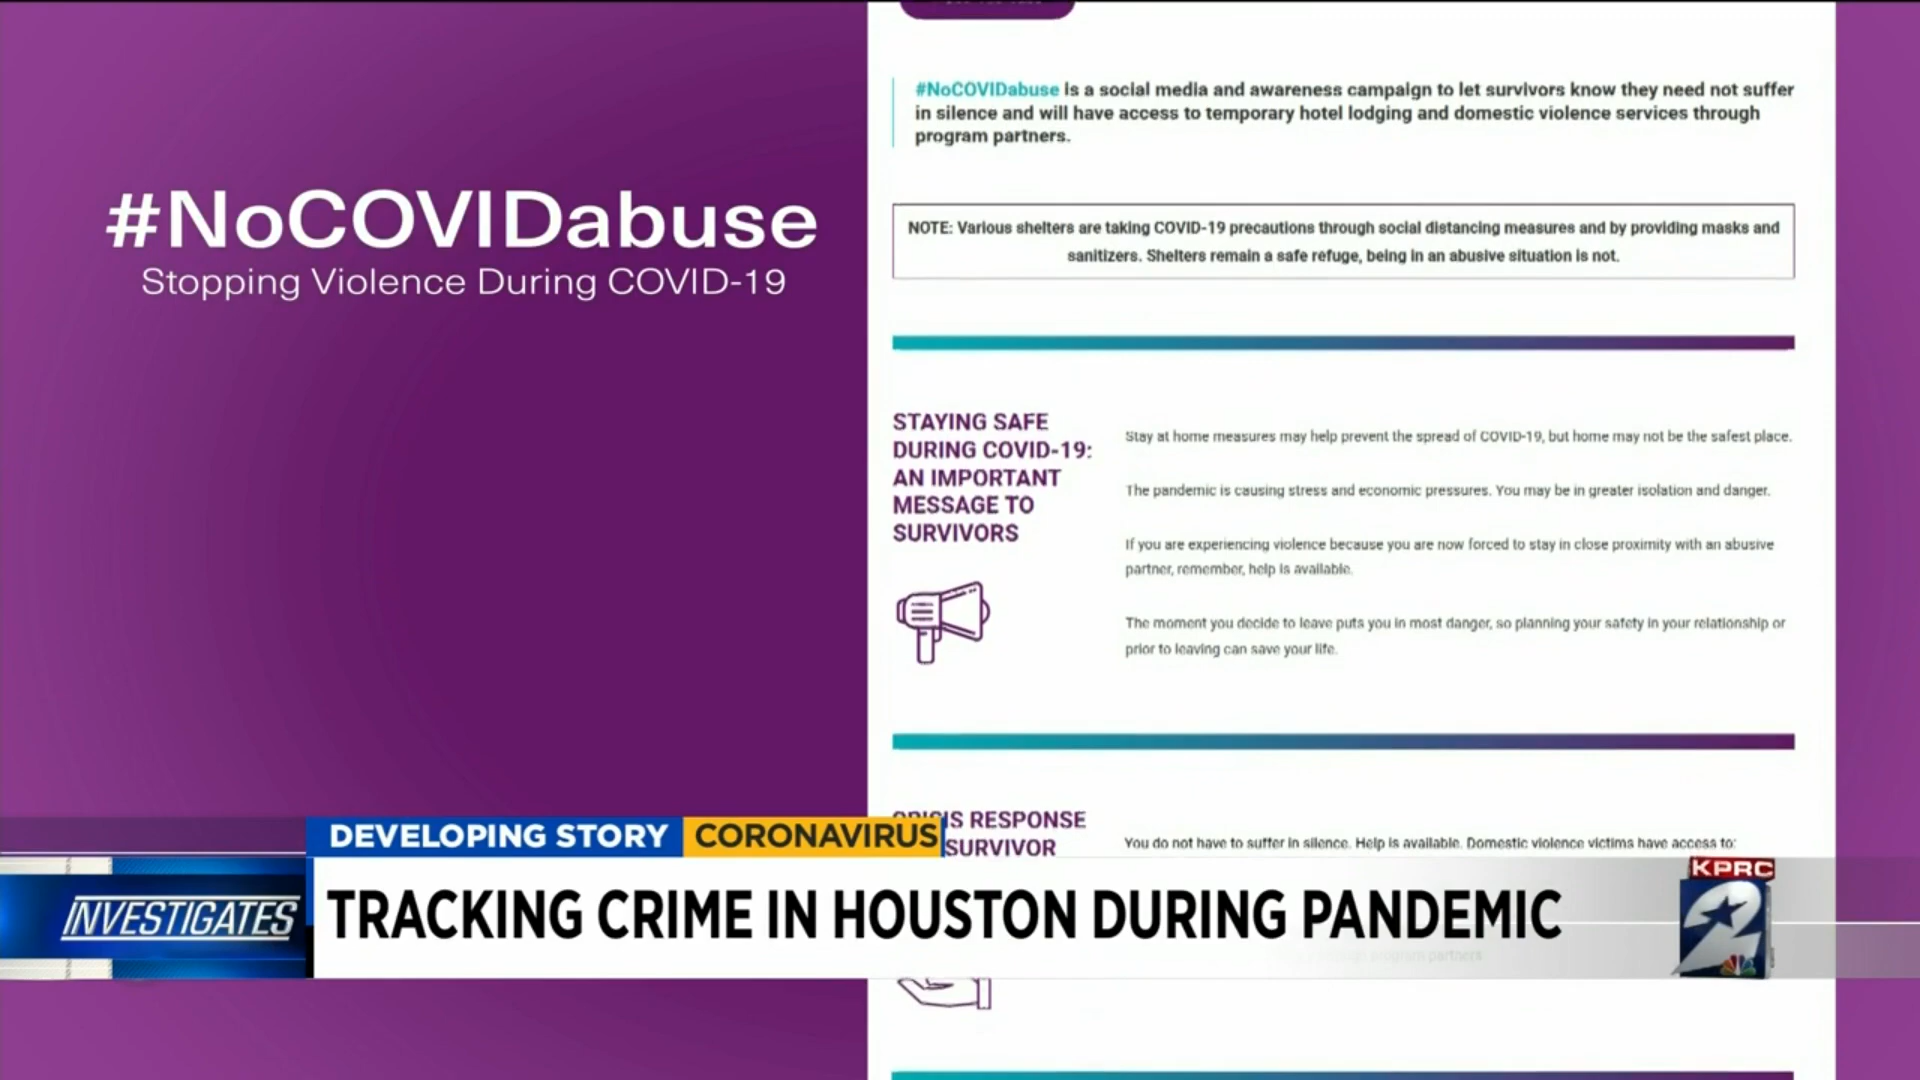 #NoCOVIDabuse
Stopping Violence During COVID-19
#NoCOVIDabuse is a social media and awareness campaign to let survivors know they need not suffer
in silence and will have access to temporary hotel lodging and domestic violence services through
program partners.
NOTE: Various shelters are taking COVID-19 precautions through social distancing measures and by providing masks and
sanitizers. Shelters remain a safe refuge, being in an abusive situation is not.
STAYING SAFE
DURING COVID-19:
AN IMPORTANT
MESSAGE TO
SURVIVORS
Stay at home measures may help prevent the spread of COVID-19, but home may not be the safest place.
The pandemic is causing stress and economic pressures. You may be in greater isolation and danger.
If you are experiencing violence because you are now forced to stay in close proximity with an abusive
partner, remember, help is available.
The moment you decide to leave puts you in most danger, so planning your safety in your relationship or
prior to leaving can save your life.
CRISIS RESPONSE
SURVIVOR
You do not have to suffer in silence. Help is available. Domestic violence victims have access to:
program partners
DEVELOPING STORY CORONAVIRUS
INVESTIGATES
TRACKING CRIME IN HOUSTON DURING PANDEMIC
KPRC
2